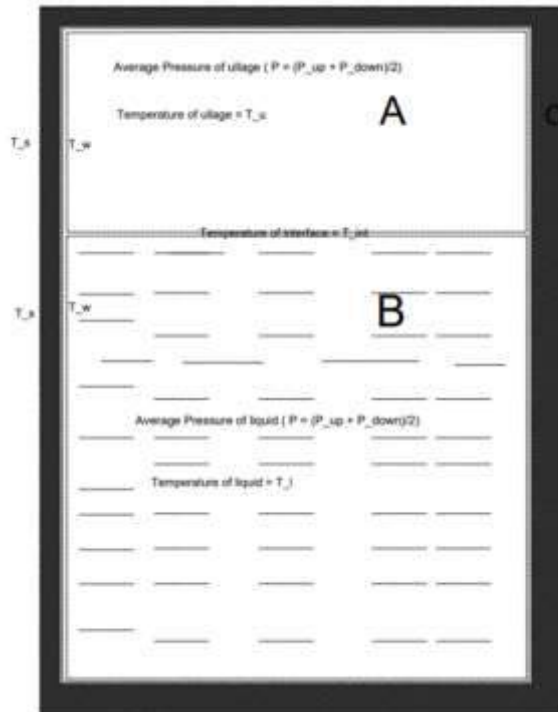 Average Pressure of ullage ( P = (P_up + P_down)/2)
Temperature of ullage = T_u
A
T_s
T_w
Temperature of interface = T_int
T_s
T_w
B
Average Pressure of liquid ( P = (P_up + P_down)/2)
Temperature of liquid = T_l